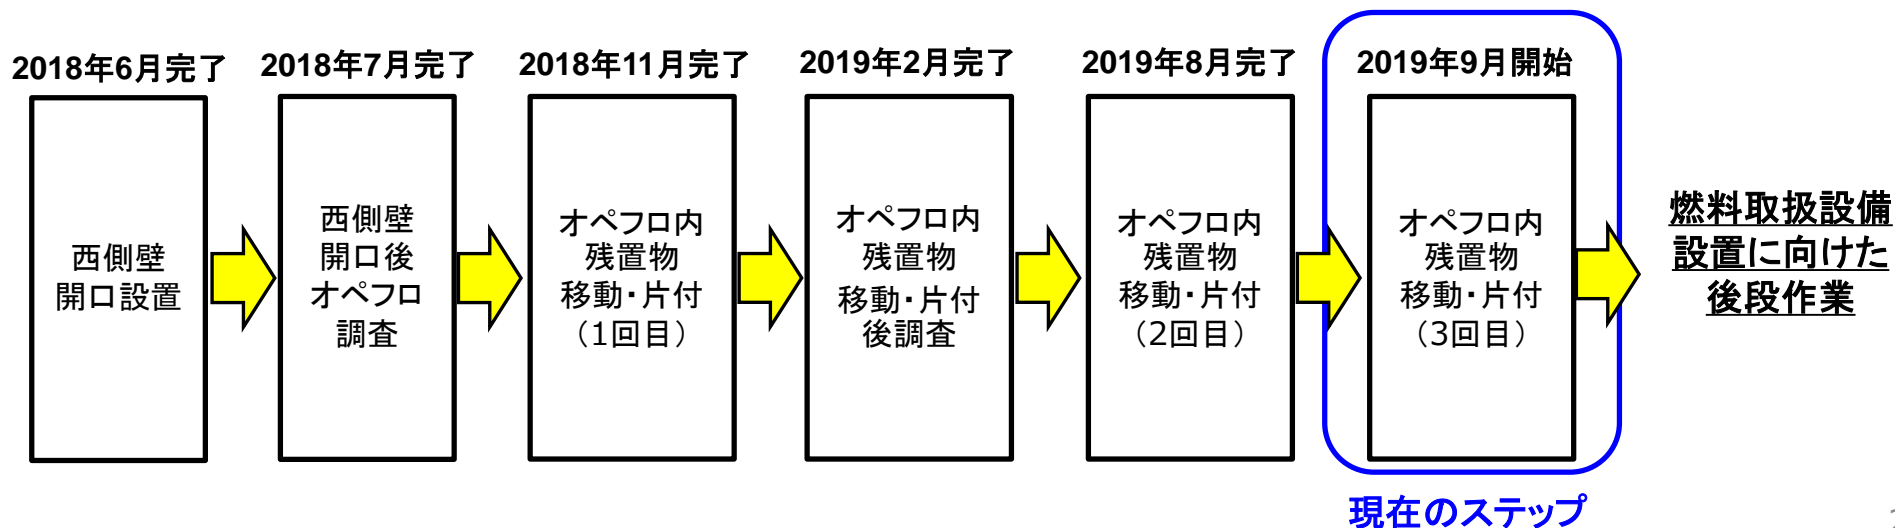 2018年6月完了
西側壁
開口設置
2018年7月完了
西側壁
開口後
オペフロ
調査
2018年11月完了
オペフロ内
残置物
移動・片付
（1回目）
2019年2月完了
オペフロ内
残置物
移動・片付
後調査
2019年8月完了
オペフロ内
残置物
移動・片付
（2回目）
2019年9月開始
オペフロ内
残置物
移動・片付
（3回目）
現在のステップ
燃料取扱設備
設置に向けた
後段作業